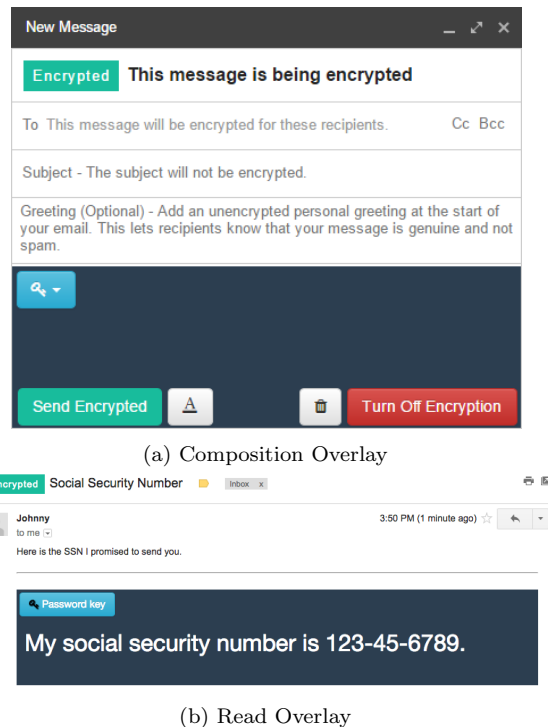 New Message
Encrypted This message is being encrypted
To This message will be encrypted for these recipients. Cc Bcc
Subject - The subject will not be encrypted.
Greeting (Optional) - Add an unencrypted personal greeting at the start of
your email. This lets recipients know that your message is genuine and not
spam.
Send Encrypted A Turn Off Encryption
(a) Composition Overlay
ncrypted Social Security Number Inbox x
Johnny 3:50 PM (1 minute ago)
to me
Here is the SSN I promised to send you.
Password key
My social security number is 123-45-6789.
(b) Read Overlay